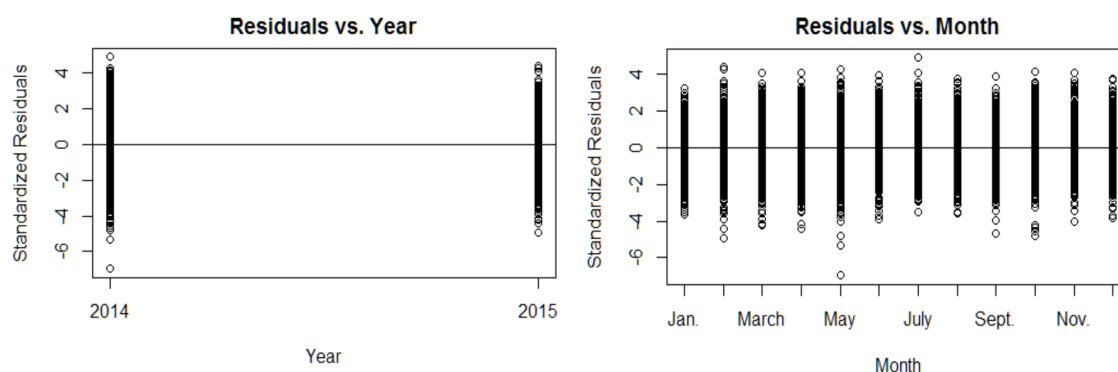 Residuals vs. Year
Standardized Residuals
4
2
0
-2
-4
-6
2014 2015
Year
Residuals vs. Month
Standardized Residuals
4
2
0
-2
-4
-6
Jan. March May July Sept. Nov.
Month